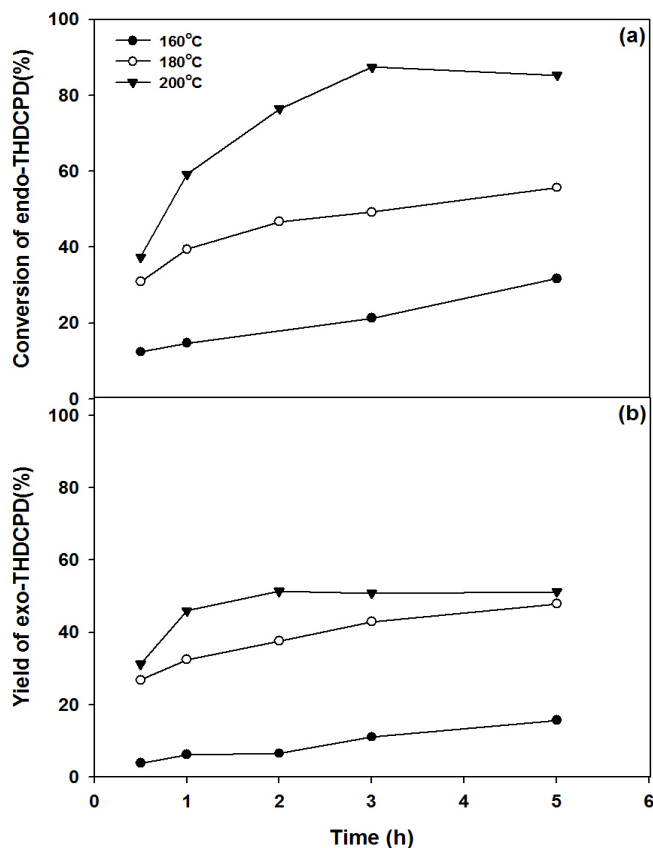 100
(a)
160°C
180°C
200°C
80
60
40
20
0
Conversion of endo-THDCPD(%)
100
(b)
80
60
40
20
0
Yield of exo-THDCPD(%)
0 1 2 3 4 5 6
Time (h)